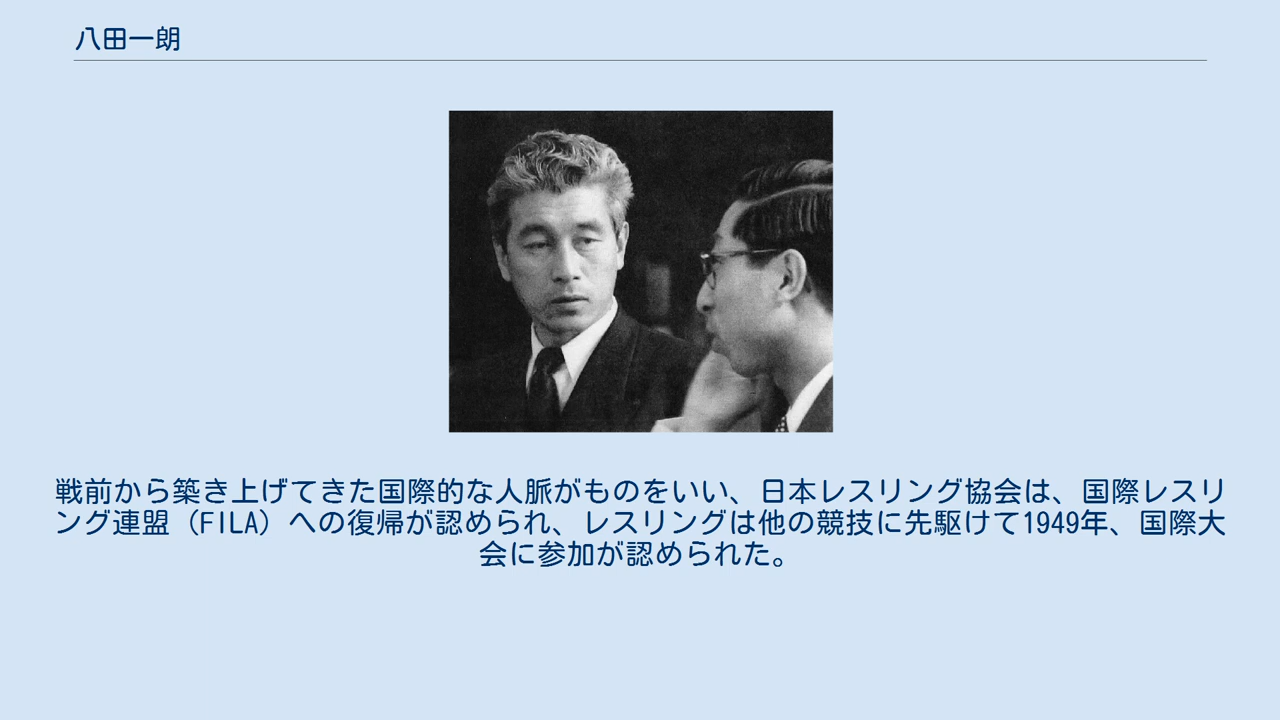 八田一朗
戦前から築き上げてきた国際的な人脈がものをいい、日本レスリング協会は、国際レスリ
ング連盟（FILA）への復帰が認められ、レスリングは他の競技に先駆けて1949年、国際大
会に参加が認められた。